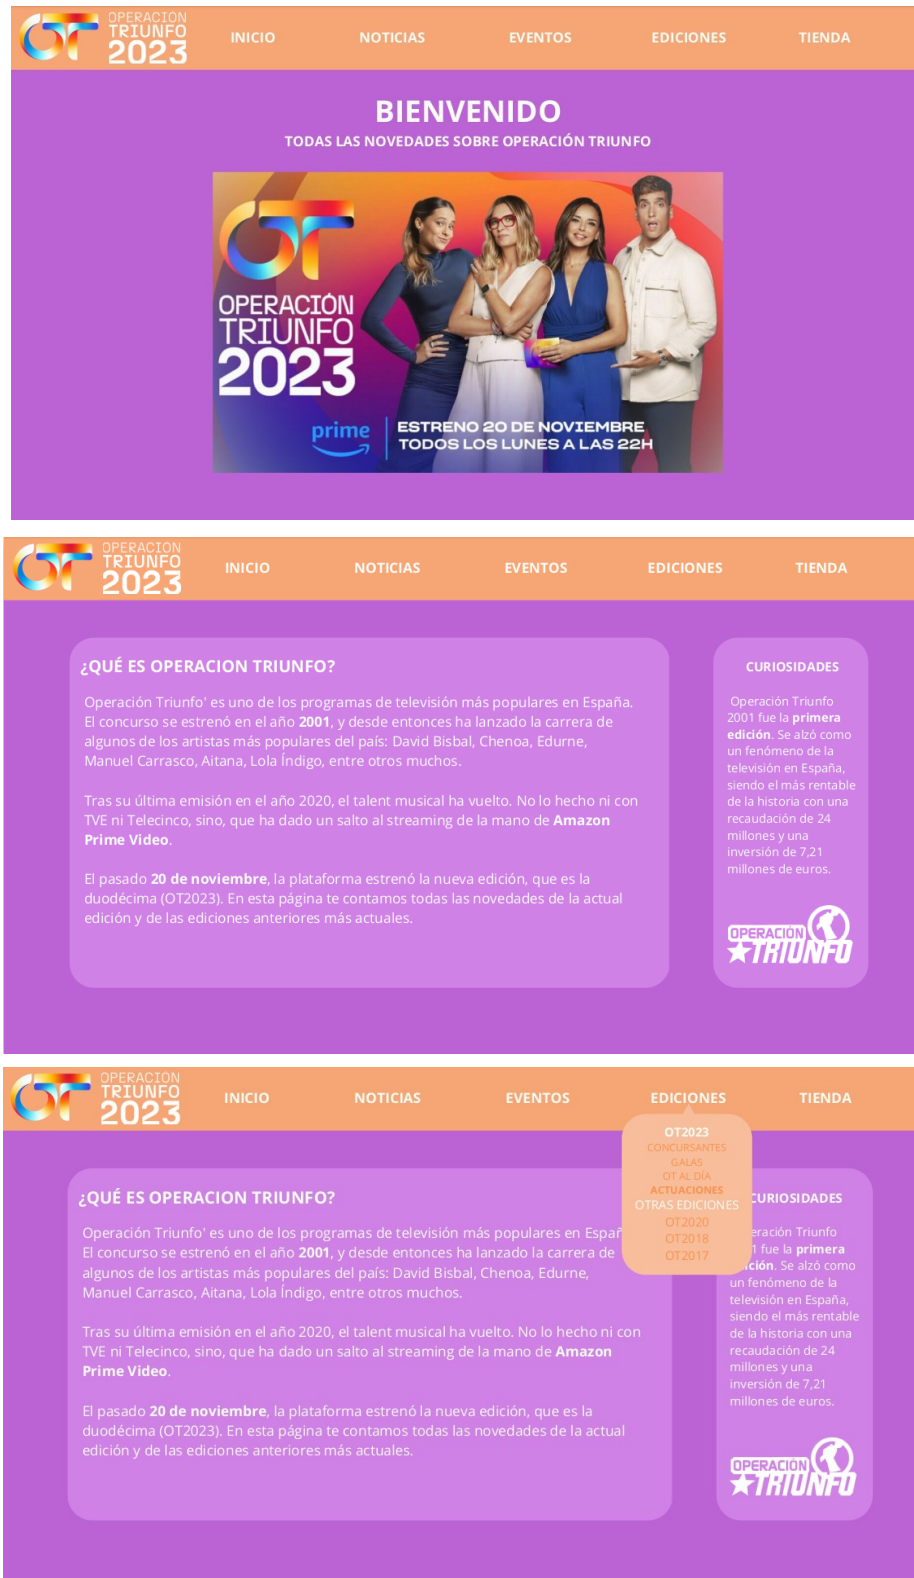 OPERACIÓN
TRIUNFO
2023
INICIO NOTICIAS EVENTOS EDICIONES TIENDA
BIENVENIDO
TODAS LAS NOVEDADES SOBRE OPERACIÓN TRIUNFO
OT
OPERACIÓN
TRIUNFO
2023
prime
ESTRENO 20 DE NOVIEMBRE
TODOS LOS LUNES A LAS 22H
OPERACIÓN
TRIUNFO
2023
INICIO NOTICIAS EVENTOS EDICIONES TIENDA
¿QUÉ ES OPERACION TRIUNFO?
Operación Triunfo' es uno de los programas de televisión más populares en España.
El concurso se estrenó en el año 2001, y desde entonces ha lanzado la carrera de
algunos de los artistas más populares del país: David Bisbal, Chenoa, Edurne,
Manuel Carrasco, Aitana, Lola Índigo, entre otros muchos.
Tras su última emisión en el año 2020, el talent musical ha vuelto. No lo hecho ni con
TVE ni Telecinco, sino, que ha dado un salto al streaming de la mano de Amazon
Prime Video.
El pasado 20 de noviembre, la plataforma estrenó la nueva edición, que es la
duodécima (OT2023). En esta página te contamos todas las novedades de la actual
edición y de las ediciones anteriores más actuales.
CURIOSIDADES
Operación Triunfo
2001 fue la primera
edición. Se alzó como
un fenómeno de la
televisión en España,
siendo el más rentable
de la historia con una
recaudación de 24
millones y una
inversión de 7,21
millones de euros.
OPERACIÓN
TRIUNFO
OPERACIÓN
TRIUNFO
2023
INICIO NOTICIAS EVENTOS EDICIONES TIENDA
OT2023
CONCURSANTES
GALAS
OT AL DÍA
ACTUACIONES
OTRAS EDICIONES
OT2020
OT2018
OT2017
¿QUÉ ES OPERACION TRIUNFO?
Operación Triunfo' es uno de los programas de televisión más populares en Españ
El concurso se estrenó en el año 2001, y desde entonces ha lanzado la carrera de
algunos de los artistas más populares del país: David Bisbal, Chenoa, Edurne,
Manuel Carrasco, Aitana, Lola Índigo, entre otros muchos.
Tras su última emisión en el año 2020, el talent musical ha vuelto. No lo hecho ni con
TVE ni Telecinco, sino, que ha dado un salto al streaming de la mano de Amazon
Prime Video.
El pasado 20 de noviembre, la plataforma estrenó la nueva edición, que es la
duodécima (OT2023). En esta página te contamos todas las novedades de la actual
edición y de las ediciones anteriores más actuales.
CURIOSIDADES
eración Triunfo
1 fue la primera
ición. Se alzó como
un fenómeno de la
televisión en España,
siendo el más rentable
de la historia con una
recaudación de 24
millones y una
inversión de 7,21
millones de euros.
OPERACIÓN
TRIUNFO